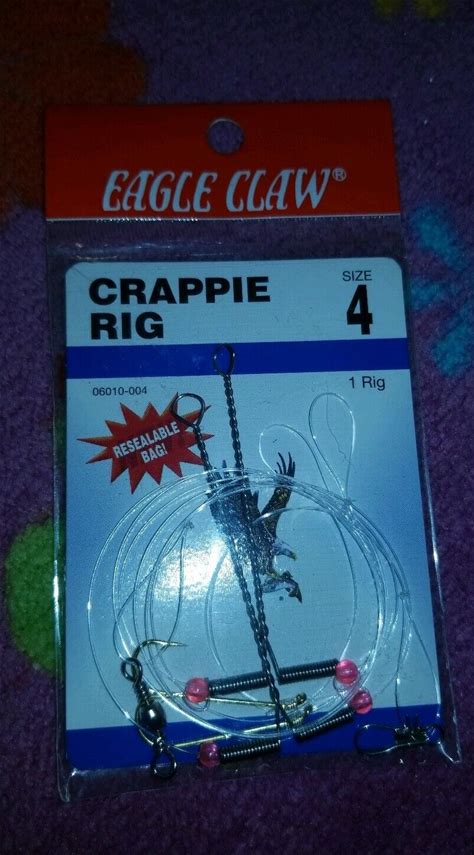 EAGLE CLAW®
CRAPPIE
RIG
SIZE
4
06010-004
1 Rig
RESEALABLE
BAG!